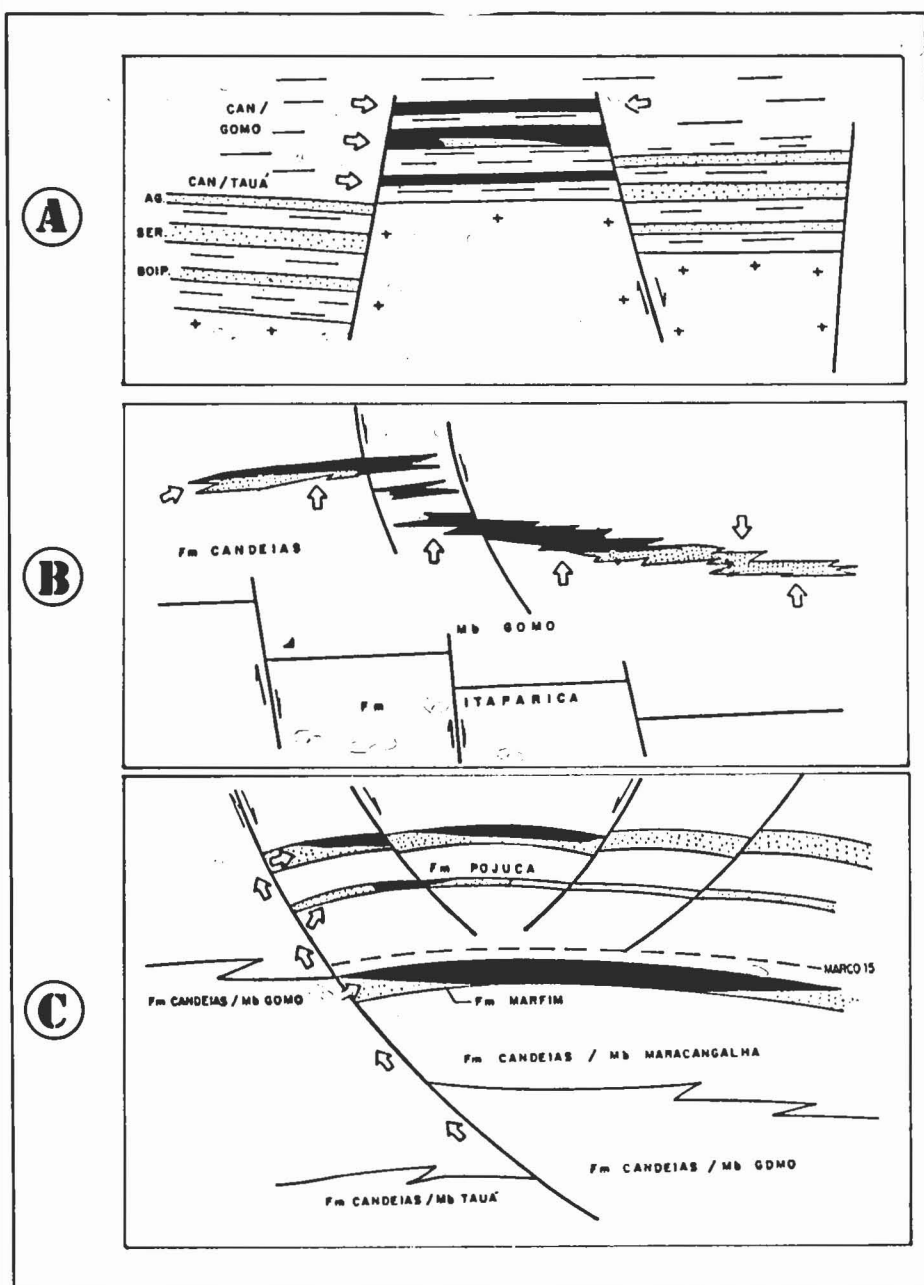 A
CAN/
GOMO
CAN/TAUÁ
AG.
SER.
BOIP.
B
Fm CANDEIAS
Mb GOMO
Fm ITAPARICA
C
Fm POJUCA
MARCO 15
Fm CANDEIAS/Mb GOMO
Fm MARFIM
Fm CANDEIAS / Mb MARACANGALHA
Fm CANDEIAS / Mb GOMO
Fm CANDEIAS/Mb TAUÁ